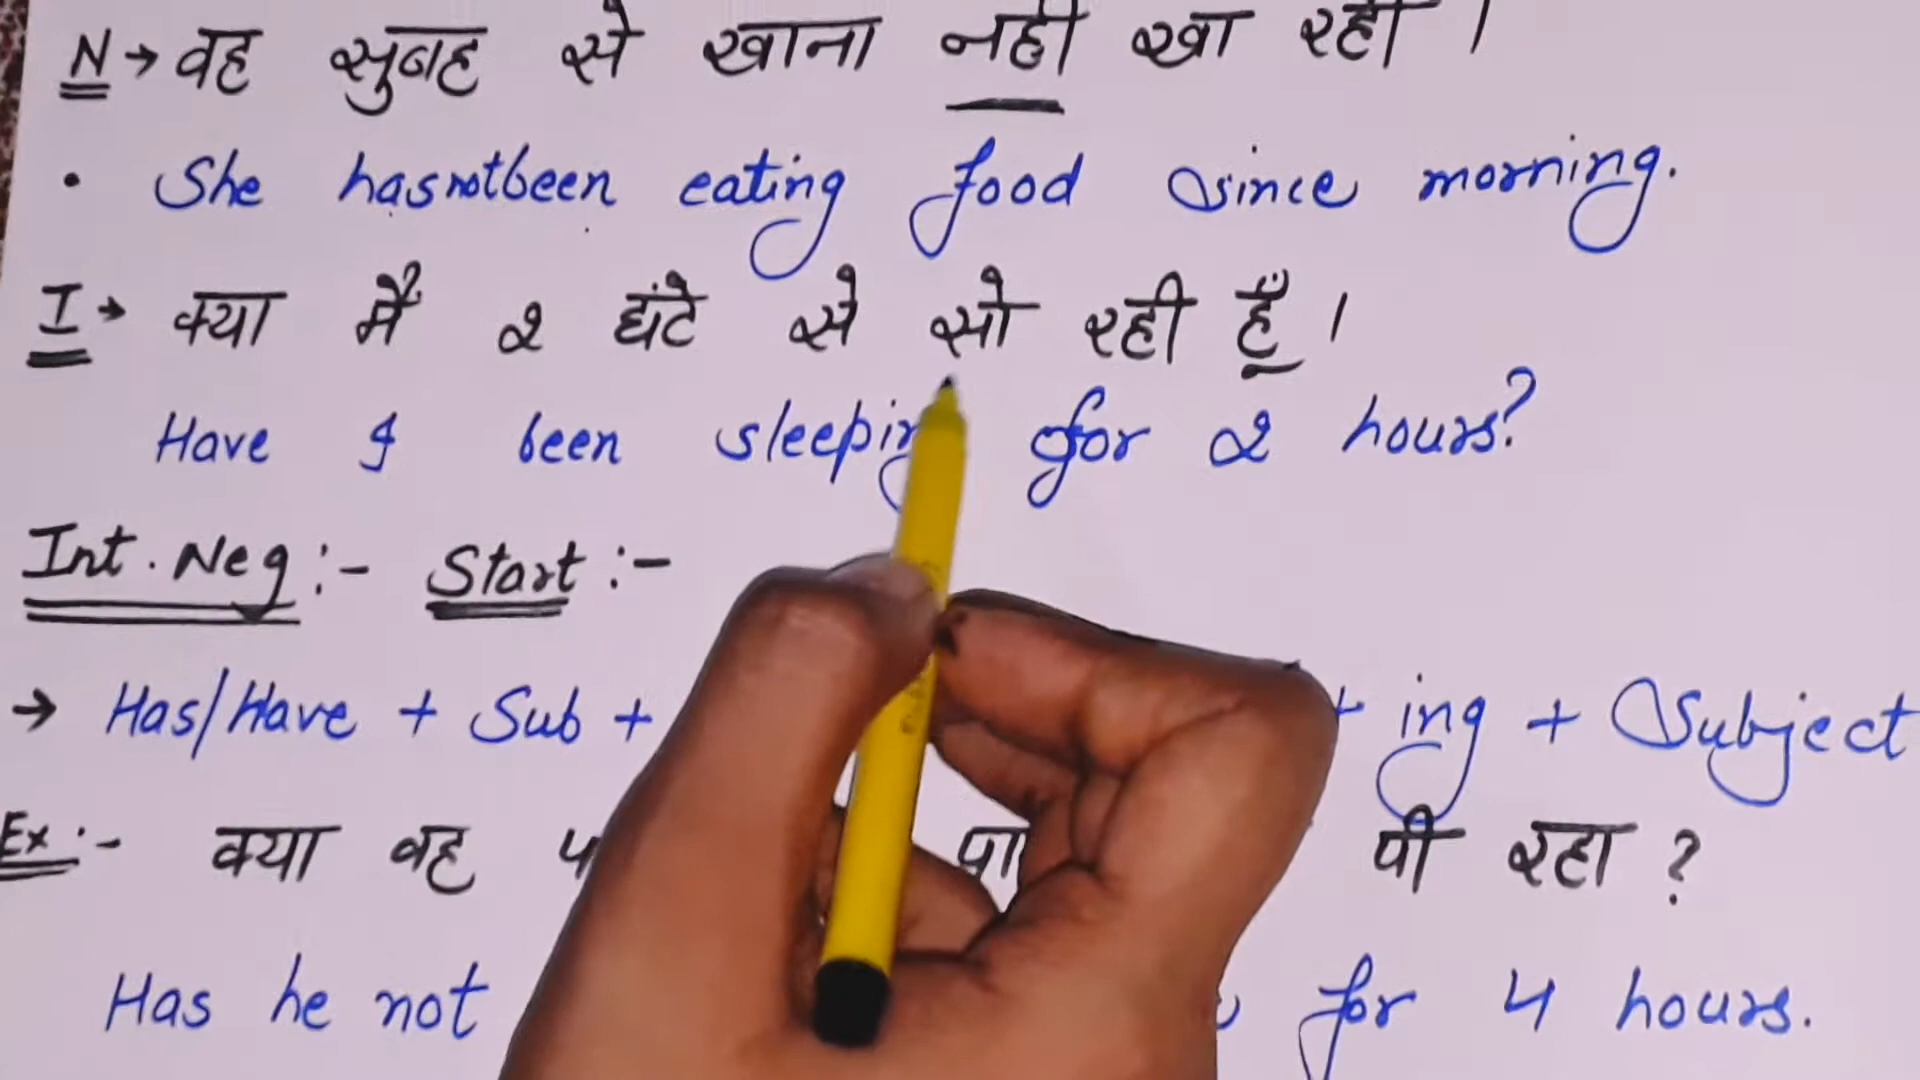 N → वह सुबह से खाना नही खा रही ।
• She has not been eating food since morning.
I → क्या मैं 2 घंटे से सो रही हूँ ।
Have I been sleeping for 2 hours?
Int. Neg :- Start :-
→ Has/Have + Sub + + ing + Subject
Ex :- क्या वह पी रहा ?
Has he not for 4 hours.